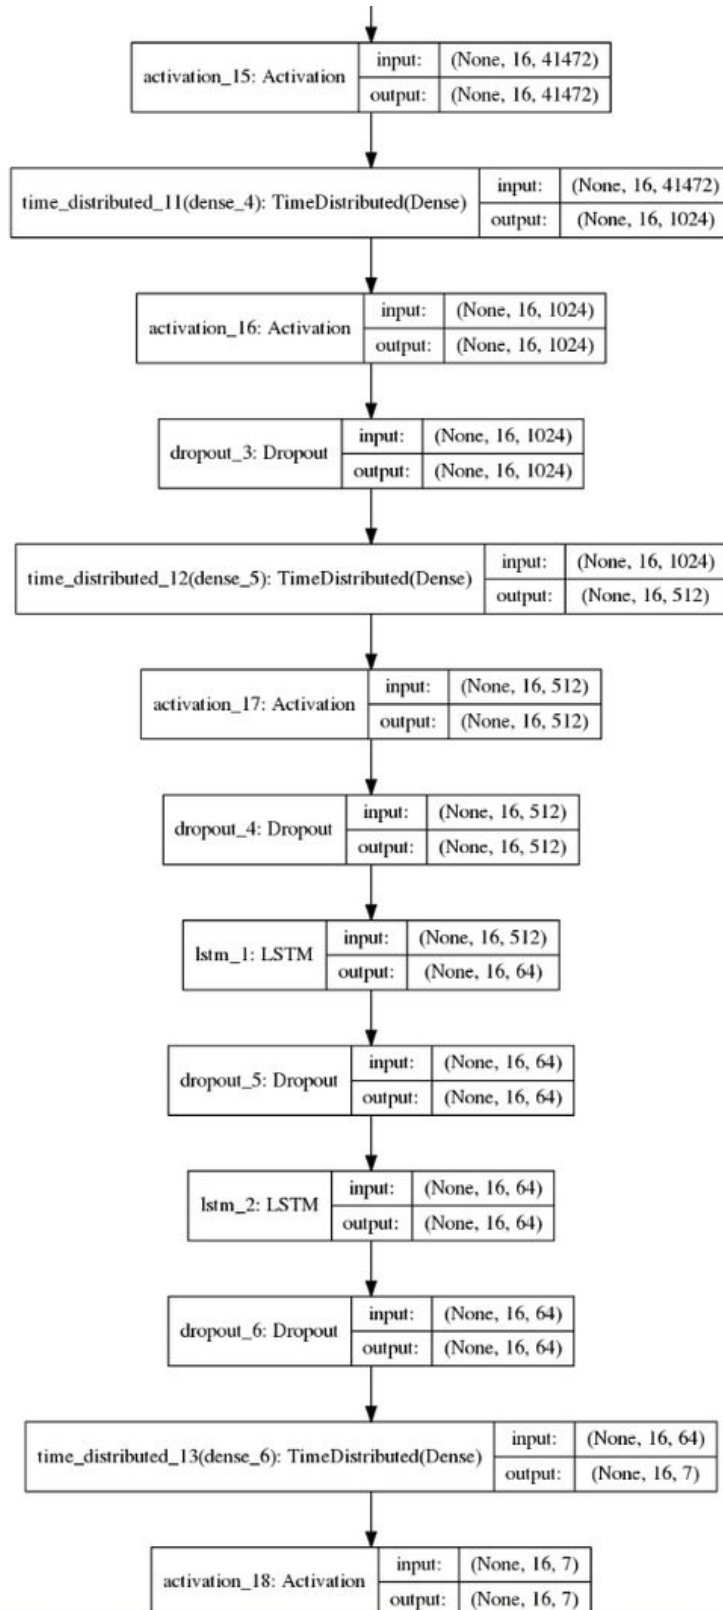 activation_15: Activation
input: (None, 16, 41472)
output: (None, 16, 41472)
time_distributed_11(dense_4): TimeDistributed(Dense)
input: (None, 16, 41472)
output: (None, 16, 1024)
activation_16: Activation
input: (None, 16, 1024)
output: (None, 16, 1024)
dropout_3: Dropout
input: (None, 16, 1024)
output: (None, 16, 1024)
time_distributed_12(dense_5): TimeDistributed(Dense)
input: (None, 16, 1024)
output: (None, 16, 512)
activation_17: Activation
input: (None, 16, 512)
output: (None, 16, 512)
dropout_4: Dropout
input: (None, 16, 512)
output: (None, 16, 512)
lstm_1: LSTM
input: (None, 16, 512)
output: (None, 16, 64)
dropout_5: Dropout
input: (None, 16, 64)
output: (None, 16, 64)
lstm_2: LSTM
input: (None, 16, 64)
output: (None, 16, 64)
dropout_6: Dropout
input: (None, 16, 64)
output: (None, 16, 64)
time_distributed_13(dense_6): TimeDistributed(Dense)
input: (None, 16, 64)
output: (None, 16, 7)
activation_18: Activation
input: (None, 16, 7)
output: (None, 16, 7)